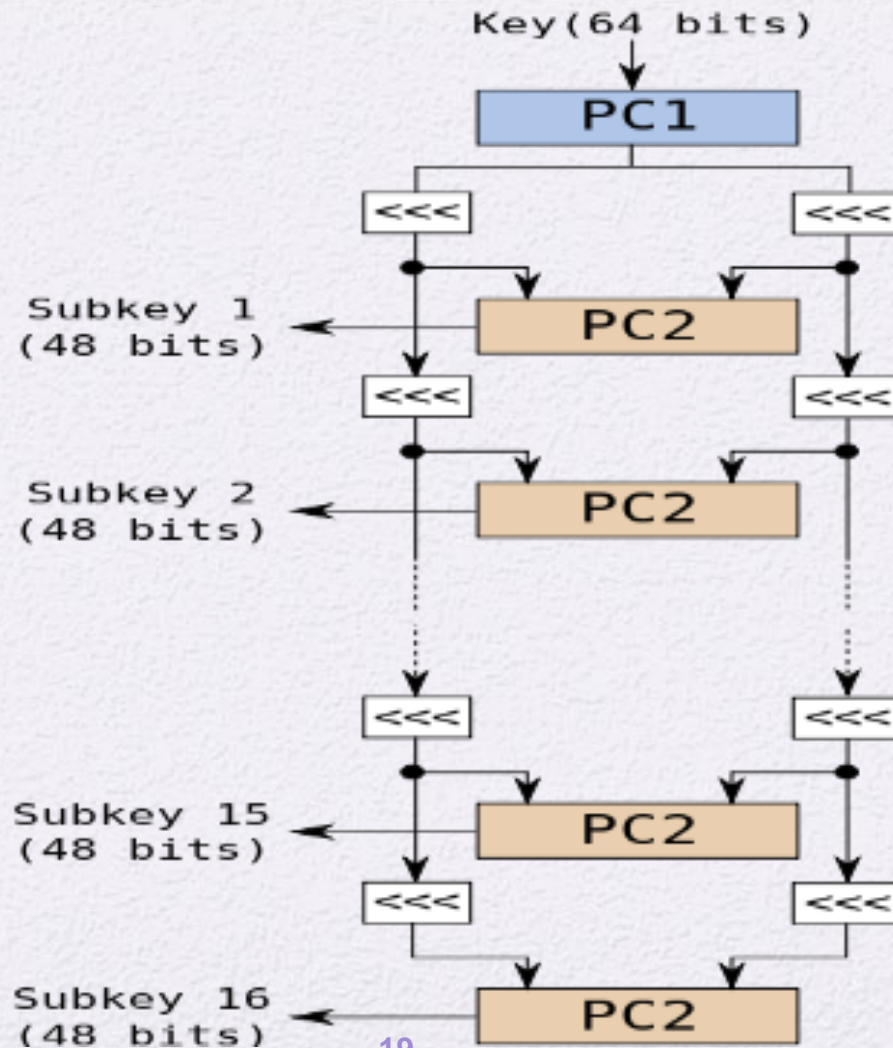 Key(64 bits)
PC1
<<<
<<<
Subkey 1
(48 bits)
PC2
<<<
<<<
Subkey 2
(48 bits)
PC2
<<<
<<<
Subkey 15
(48 bits)
PC2
<<<
<<<
Subkey 16
(48 bits)
PC2
19